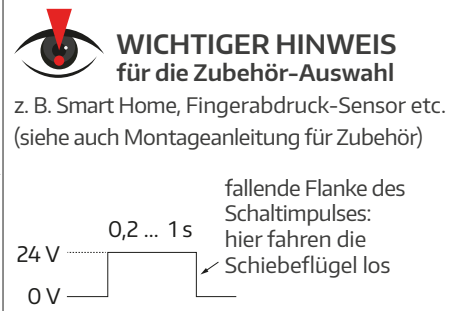 WICHTIGER HINWEIS
für die Zubehör-Auswahl
z. B. Smart Home, Fingerabdruck-Sensor etc.
(siehe auch Montageanleitung für Zubehör)
fallende Flanke des
Schaltimpulses:
hier fahren die
Schiebeflügel los
0,2 ... 1 s
24 V
0 V